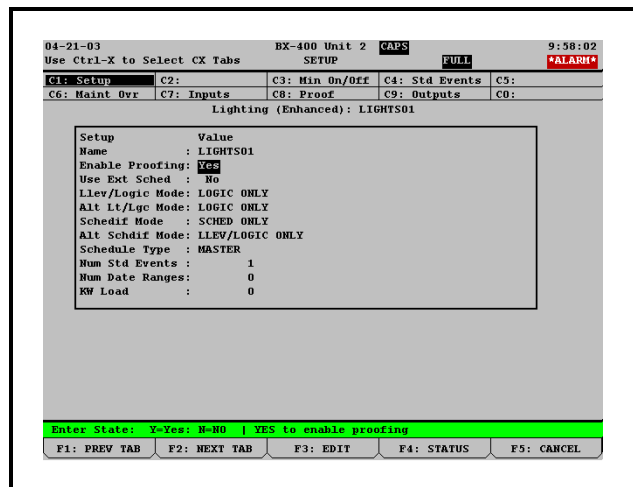 04-21-03 BX-400 Unit 2 CAPS 9:58:02
Use Ctrl-X to Select CX Tabs SETUP FULL *ALARM*
C1: Setup C2: C3: Min On/Off C4: Std Events C5:
C6: Maint Ovr C7: Inputs C8: Proof C9: Outputs C0:
Lighting (Enhanced): LIGHTS01
Setup Value
Name : LIGHTS01
Enable Proofing: Yes
Use Ext Sched : No
Llev/Logic Mode: LOGIC ONLY
Alt Lt/Lgc Mode: LOGIC ONLY
Schedif Mode : SCHED ONLY
Alt Schdif Mode: LLEV/LOGIC ONLY
Schedule Type : MASTER
Num Std Events : 1
Num Date Ranges: 0
KW Load : 0
Enter State: Y=Yes: N=NO | YES to enable proofing
F1: PREV TAB F2: NEXT TAB F3: EDIT F4: STATUS F5: CANCEL